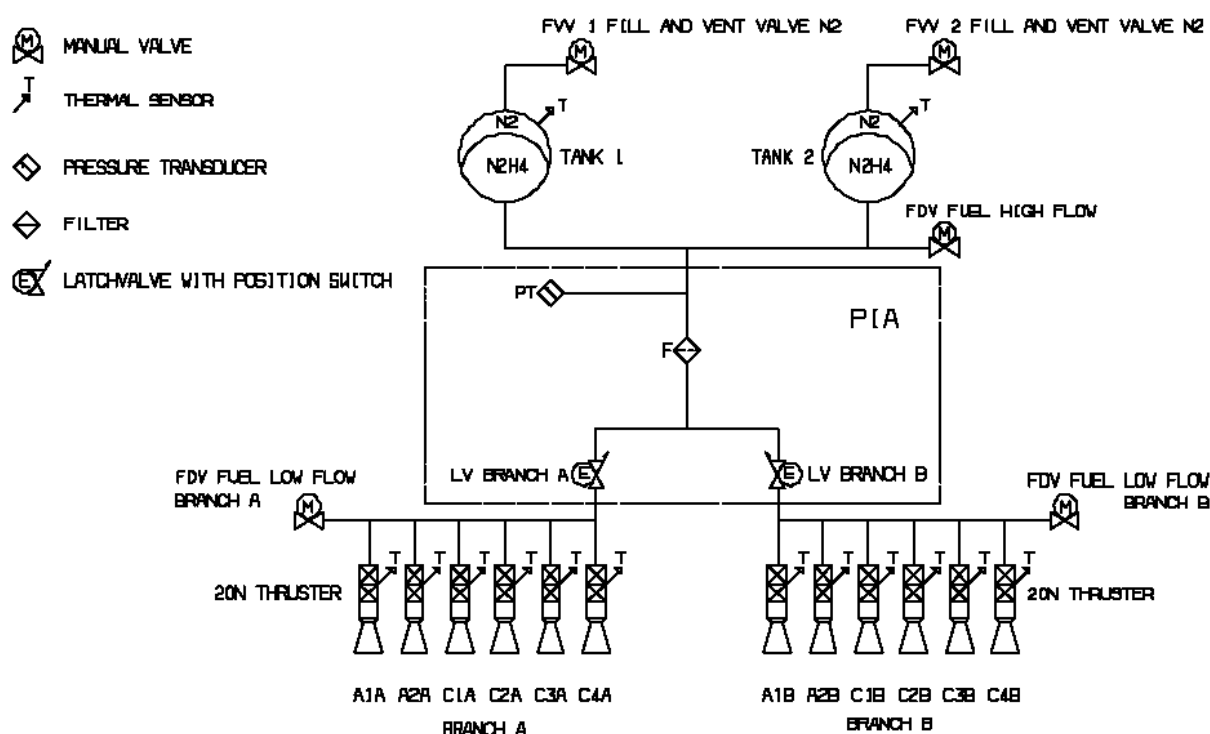 FVV 1 FILL AND VENT VALVE N2
FVV 2 FILL AND VENT VALVE N2
M
MANUAL VALVE
M
M
T
THERMAL SENSOR
T
T
N2
N2
PRESSURE TRANSDUCER
N2H4
TANK 1
TANK 2
N2H4
FILTER
FDV FUEL HIGH FLOW
M
E
LATCHVALVE WITH POSITION SWITCH
PT
PIA
F
LV BRANCH A
E
E
LV BRANCH B
FDV FUEL LOW FLOW
BRANCH A
FDV FUEL LOW FLOW
BRANCH B
M
M
T T T T T T
T T T T T T
20N THRUSTER
20N THRUSTER
A1A A2A C1A C2A C3A C4A
A1B A2B C1B C2B C3B C4B
BRANCH A
BRANCH B